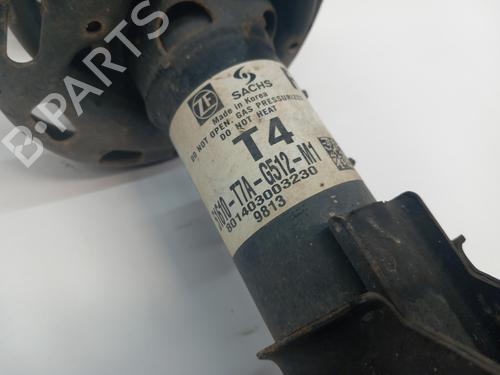 B-PARTS
ZF
SACHS
Made in Korea
DO NOT OPEN. GAS PRESSURIZED
DO NOT HEAT
T4
51610-T7A-G512-M1
801403003230
9813